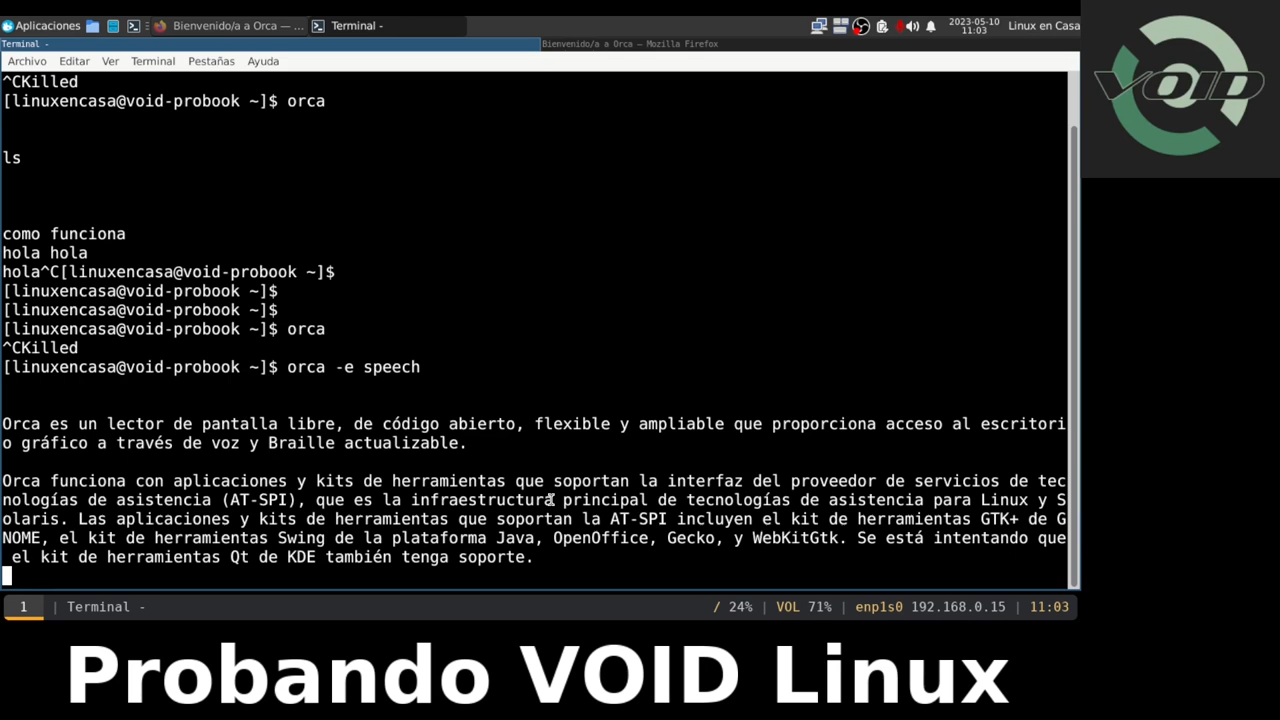 Aplicaciones Bienvenido/a a Orca — ... Terminal - 2023-05-10 11:03 Linux en Casa
Terminal - Bienvenido/a a Orca — Mozilla Firefox
Archivo Editar Ver Terminal Pestañas Ayuda
^CKilled
[linuxencasa@void-probook ~]$ orca
ls
como funciona
hola hola
hola^C[linuxencasa@void-probook ~]$
[linuxencasa@void-probook ~]$
[linuxencasa@void-probook ~]$
[linuxencasa@void-probook ~]$ orca
^CKilled
[linuxencasa@void-probook ~]$ orca -e speech
Orca es un lector de pantalla libre, de código abierto, flexible y ampliable que proporciona acceso al escritori
o gráfico a través de voz y Braille actualizable.
Orca funciona con aplicaciones y kits de herramientas que soportan la interfaz del proveedor de servicios de tec
nologías de asistencia (AT-SPI), que es la infraestructura principal de tecnologías de asistencia para Linux y S
olaris. Las aplicaciones y kits de herramientas que soportan la AT-SPI incluyen el kit de herramientas GTK+ de G
NOME, el kit de herramientas Swing de la plataforma Java, OpenOffice, Gecko, y WebKitGtk. Se está intentando que
el kit de herramientas Qt de KDE también tenga soporte.
1 | Terminal - / 24% | VOL 71% | enp1s0 192.168.0.15 | 11:03
VOID
Probando VOID Linux